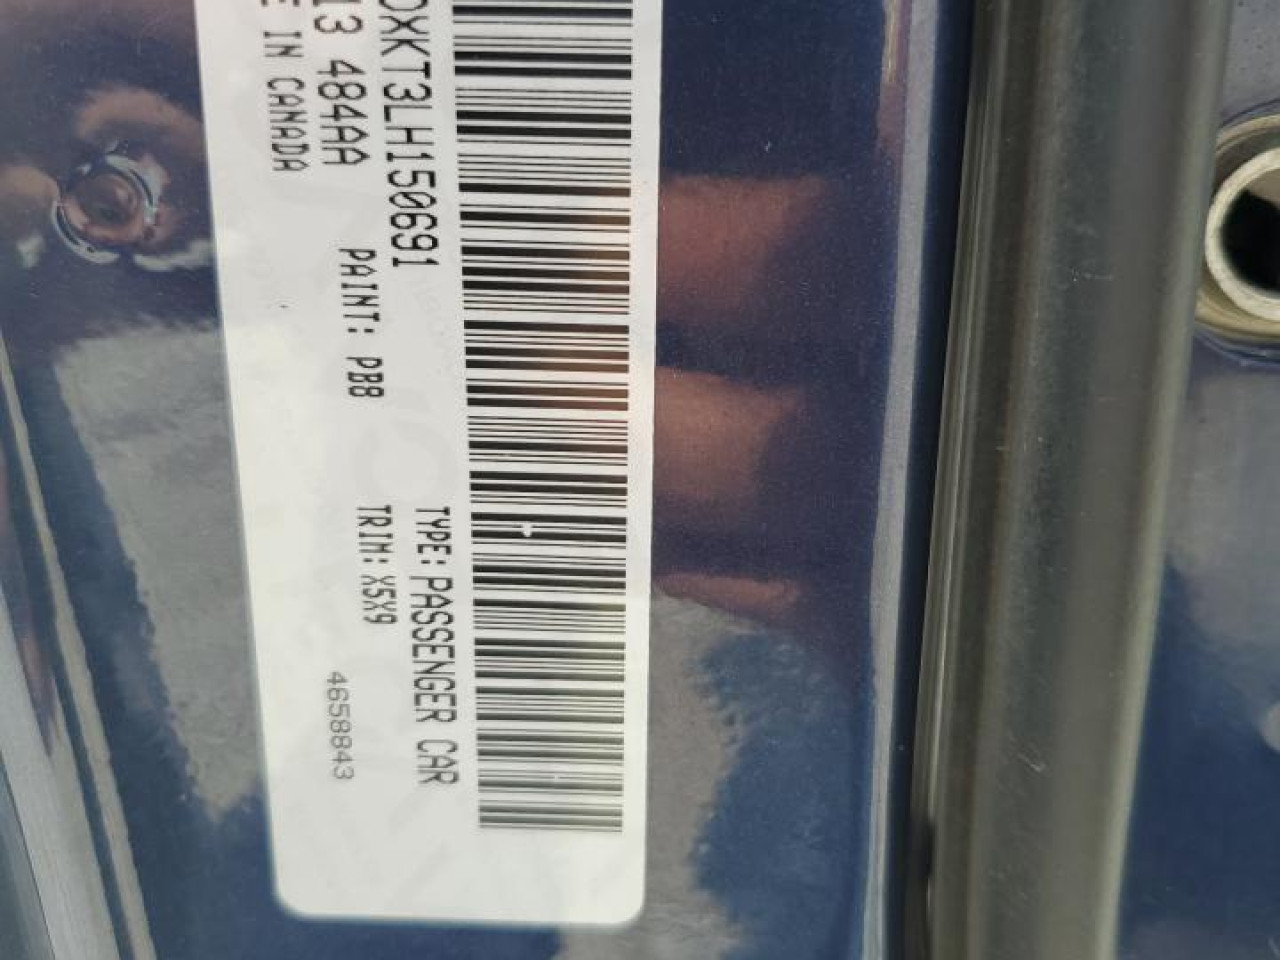 DXKT3LH150691
TYPE: PASSENGER CAR
13 484AA
PAINT: PB8
TRIM: X5X9
E IN CANADA
4658843